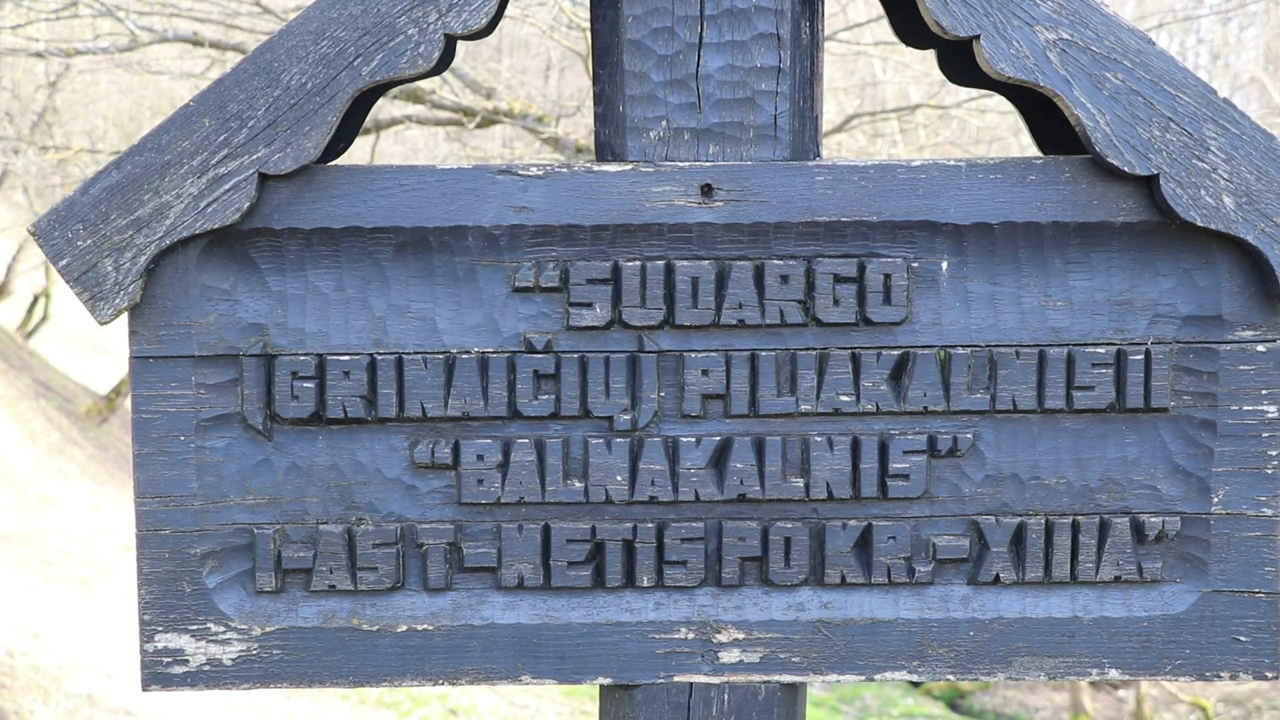 "SUDARGO
(GRINAIČIŲ) PILIAKALNIS II
"BALNAKALNIS"
I-AS T-METIS PO KR.-XIII A"